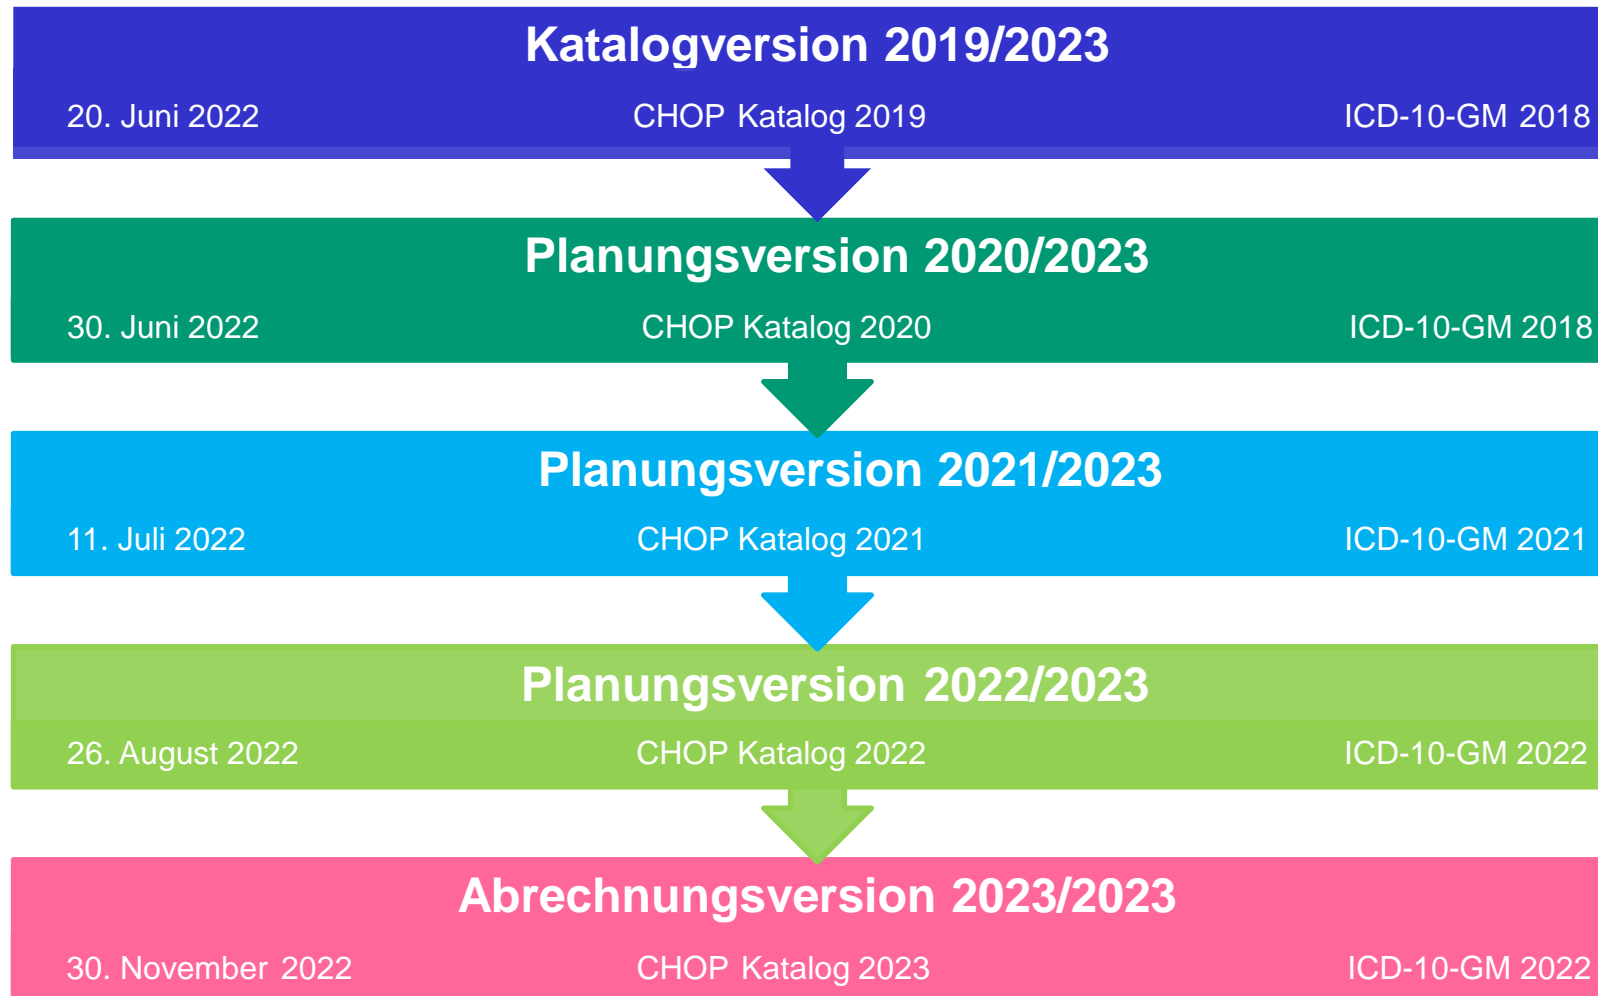 Katalogversion 2019/2023
20. Juni 2022 CHOP Katalog 2019 ICD-10-GM 2018
Planungsversion 2020/2023
30. Juni 2022 CHOP Katalog 2020 ICD-10-GM 2018
Planungsversion 2021/2023
11. Juli 2022 CHOP Katalog 2021 ICD-10-GM 2021
Planungsversion 2022/2023
26. August 2022 CHOP Katalog 2022 ICD-10-GM 2022
Abrechnungsversion 2023/2023
30. November 2022 CHOP Katalog 2023 ICD-10-GM 2022